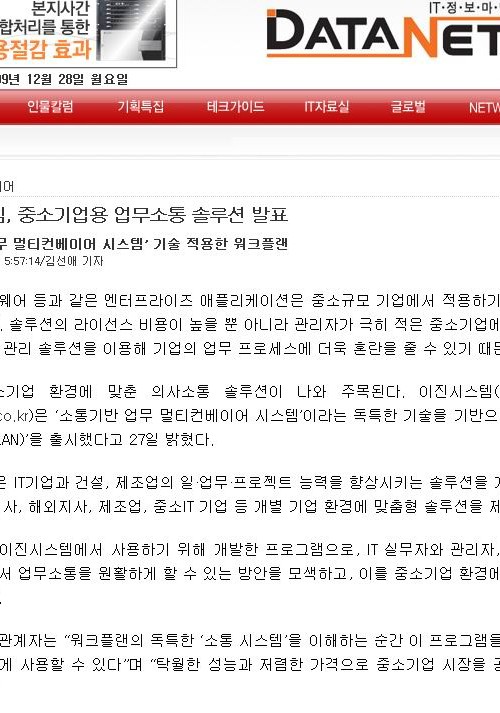 본지사간
합처리를 통한
용절감 효과
IT·정·보·마
DATANET
09년 12월 28일 월요일
인물칼럼 기획특집 테크가이드 IT자료실 글로벌 NETW
이어
, 중소기업용 업무소통 솔루션 발표
무 멀티컨베이어 시스템’ 기술 적용한 워크플랜
5:57:14/김선애 기자
웨어 등과 같은 엔터프라이즈 애플리케이션은 중소규모 기업에서 적용하기
. 솔루션의 라이선스 비용이 높을 뿐 아니라 관리자가 극히 적은 중소기업에
관리 솔루션을 이용해 기업의 업무 프로세스에 더욱 혼란을 줄 수 있기 때문
소기업 환경에 맞춘 의사소통 솔루션이 나와 주목된다. 이진시스템(
co.kr)은 ‘소통기반 업무 멀티컨베이어 시스템’이라는 독특한 기술을 기반으
LAN)’을 출시했다고 27일 밝혔다.
은 IT기업과 건설, 제조업의 일·업무·프로젝트 능력을 향상시키는 솔루션을 개
사, 해외지사, 제조업, 중소IT 기업 등 개별 기업 환경에 맞춤형 솔루션을 제
이진시스템에서 사용하기 위해 개발한 프로그램으로, IT 실무자와 관리자,
서 업무소통을 원활하게 할 수 있는 방안을 모색하고, 이를 중소기업 환경에
.
관계자는 “워크플랜의 독특한 ‘소통 시스템’을 이해하는 순간 이 프로그램을
게 사용할 수 있다”며 “탁월한 성능과 저렴한 가격으로 중소기업 시장을 공